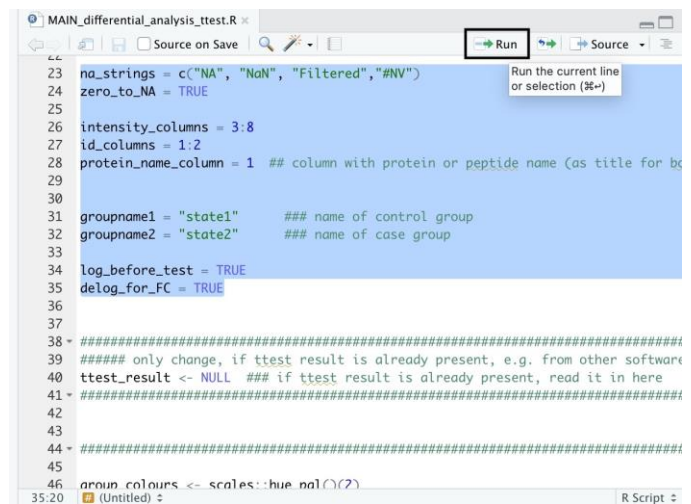 MAIN_differential_analysis_ttest.R ×
Source on Save Run Source
22
23 na_strings = c("NA", "NaN", "Filtered","#NV")
Run the current line
24 zero_to_NA = TRUE
or selection (⌘↩)
25
26 intensity_columns = 3:8
27 id_columns = 1:2
28 protein_name_column = 1 ## column with protein or peptide name (as title for bo
29
30
31 groupname1 = "state1" ### name of control group
32 groupname2 = "state2" ### name of case group
33
34 log_before_test = TRUE
35 delog_for_FC = TRUE
36
37
38 ################################################################################
39 ###### only change, if ttest result is already present, e.g. from other software
40 ttest_result <- NULL ### if ttest result is already present, read it in here
41 ################################################################################
42
43
44 ################################################################################
45
46 group_colours <- scales::hue_pal()(2)
35:20 # (Untitled) R Script